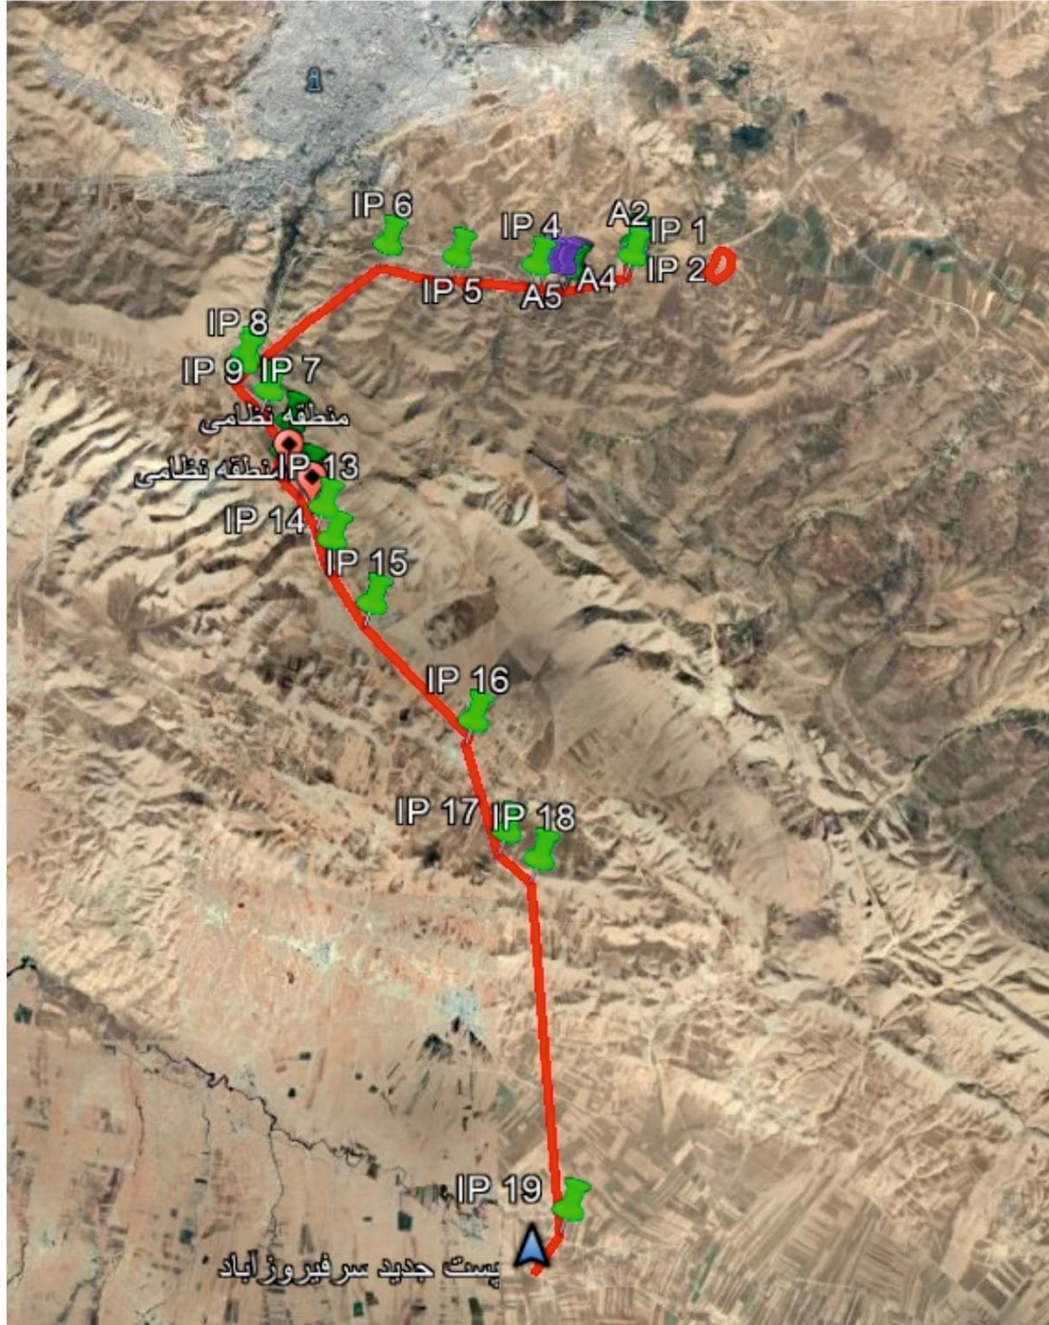 IP 6
IP 4
A2
IP 1
IP 2
IP 5
A5
A4
IP 8
IP 9
IP 7
منطقه نظامی
منطقه نظامی
IP 13
IP 14
IP 15
IP 16
IP 17
IP 18
IP 19
پست جدید سرفیروزآباد